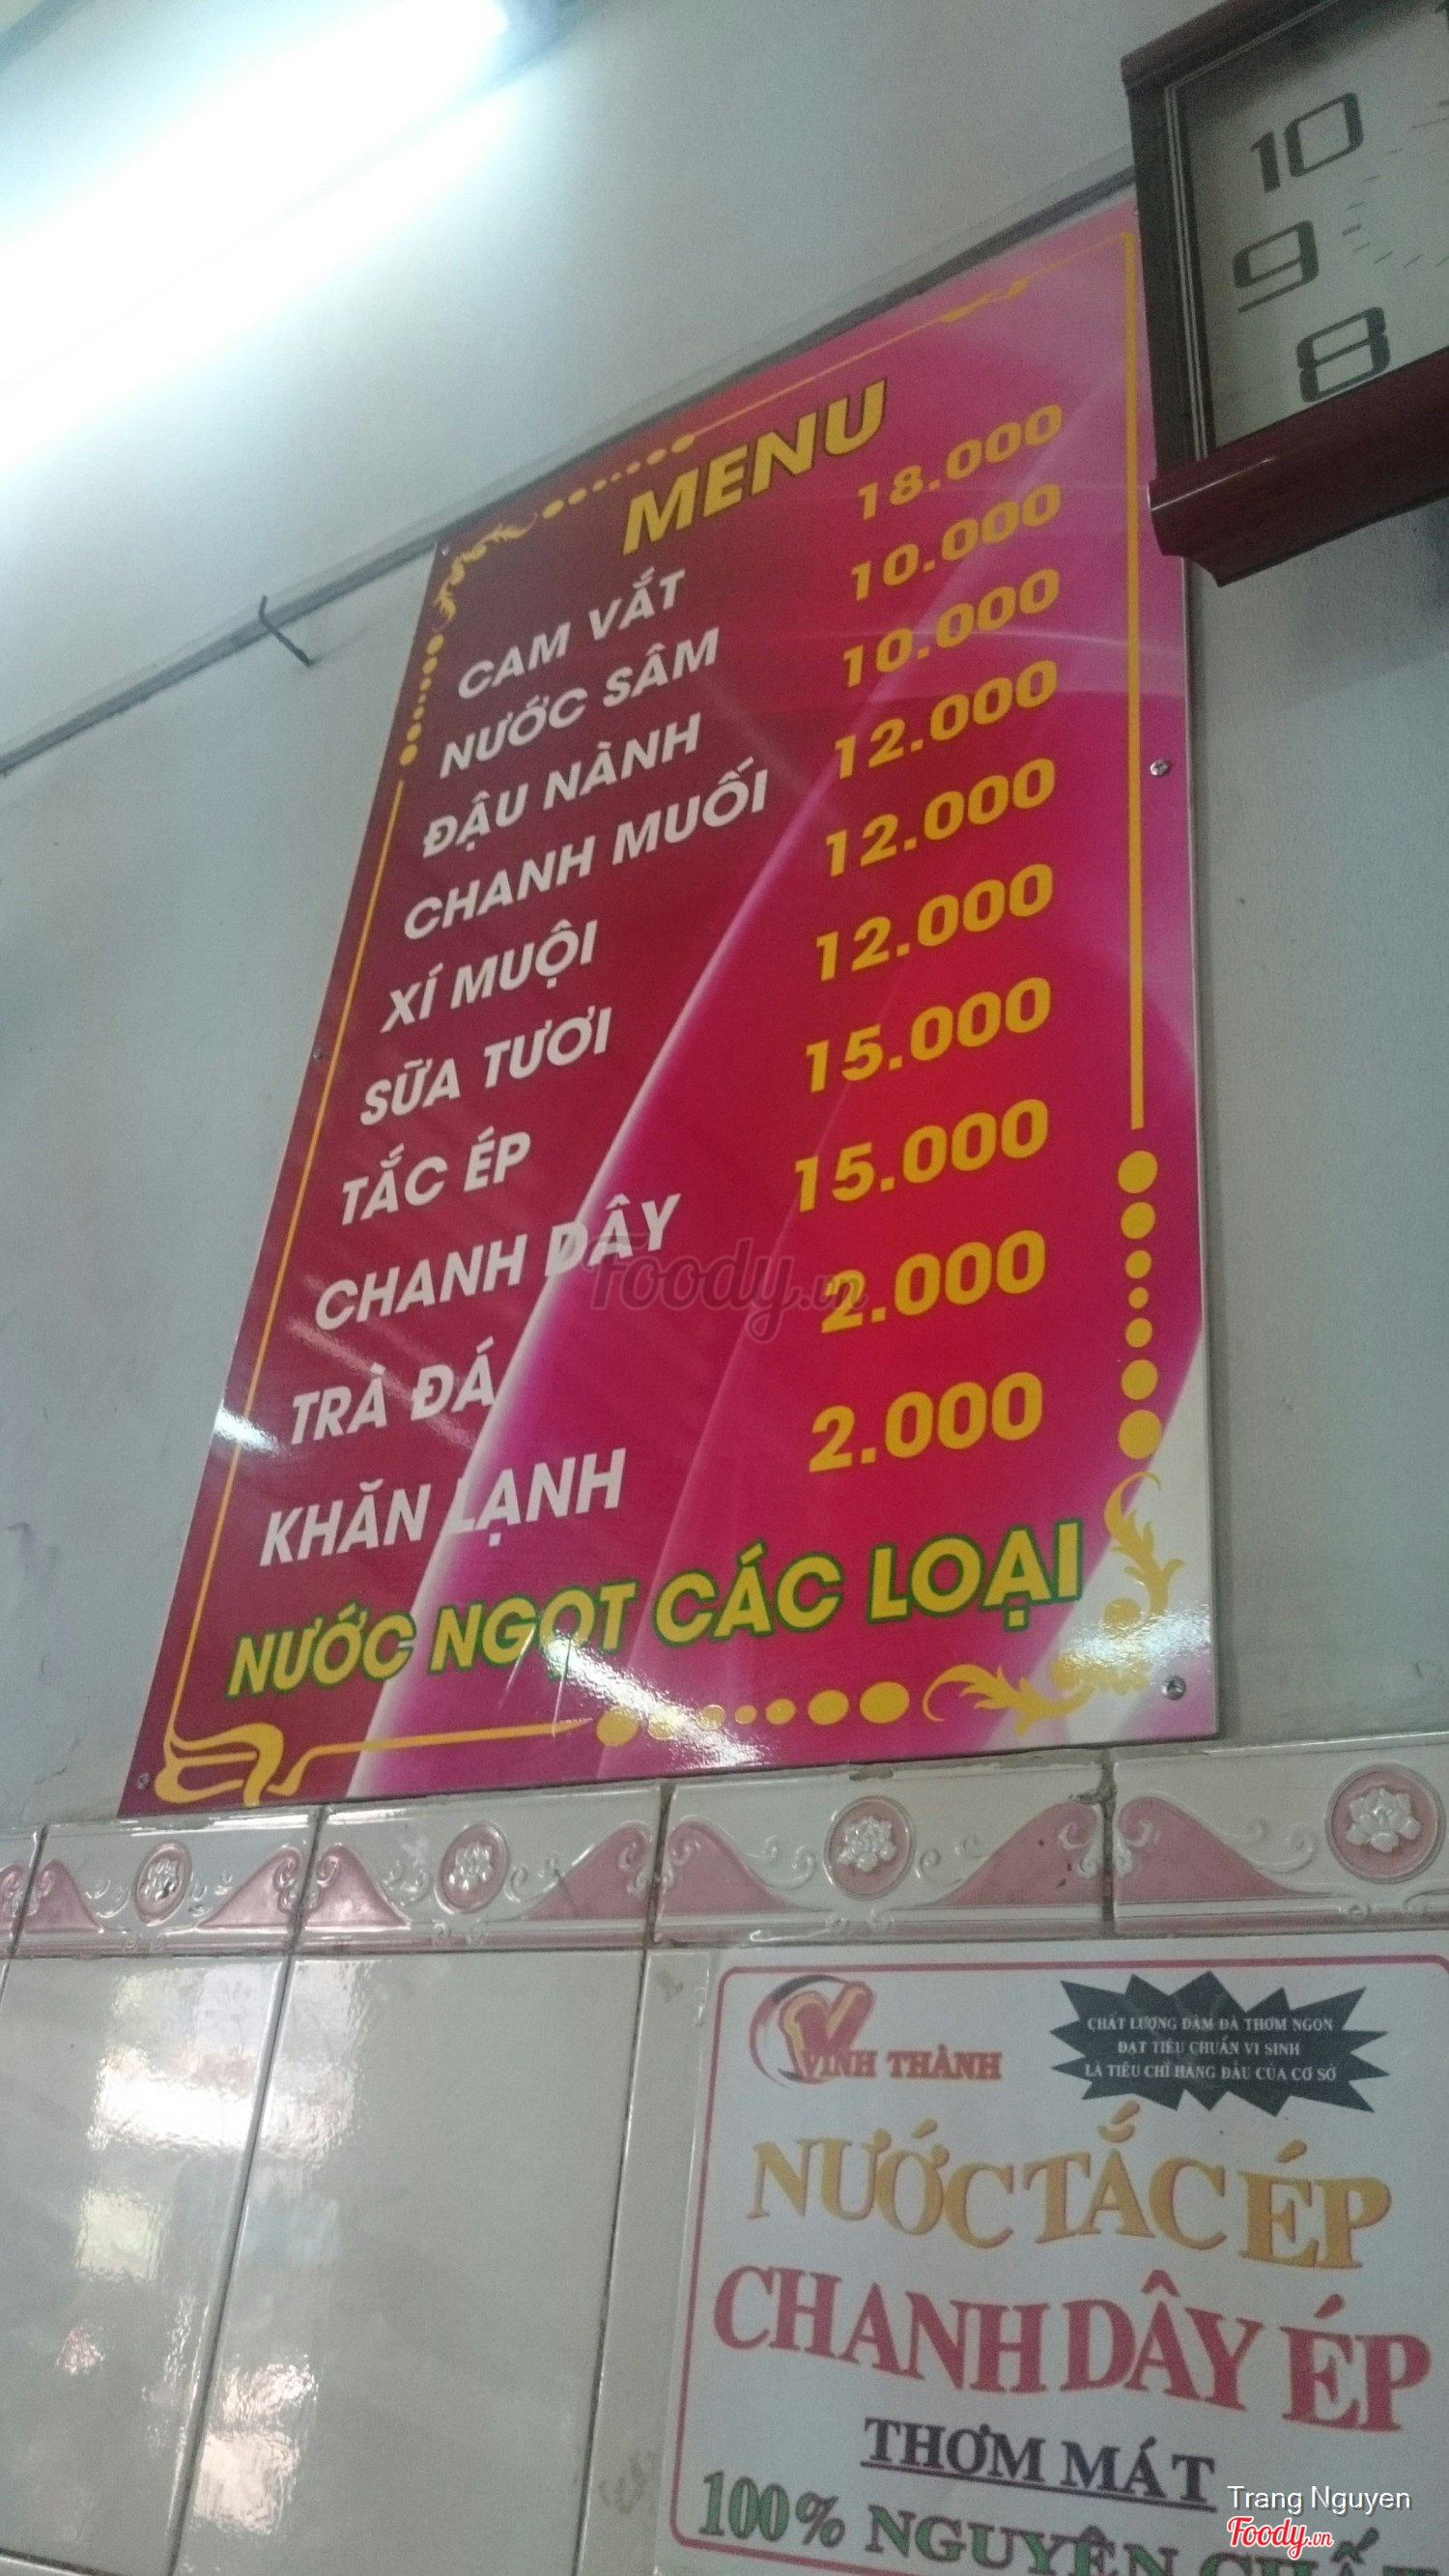 10
9
8
MENU
CAM VẮT 18.000
NƯỚC SÂM 10.000
ĐẬU NÀNH 10.000
CHANH MUỐI 12.000
XÍ MUỘI 12.000
SỮA TƯƠI 12.000
TẮC ÉP 15.000
CHANH DÂY 15.000
TRÀ ĐÁ 2.000
KHĂN LẠNH 2.000
NƯỚC NGỌT CÁC LOẠI
Foody.vn
VĨNH THÀNH
CHẤT LƯỢNG ĐẬM ĐÀ THƠM NGON
ĐẠT TIÊU CHUẨN VI SINH
LÀ TIÊU CHÍ HÀNG ĐẦU CỦA CƠ SỞ
NƯỚC TẮC ÉP
CHANH DÂY ÉP
THƠM MÁT
100% NGUYÊN
Trang Nguyen
Foody.vn